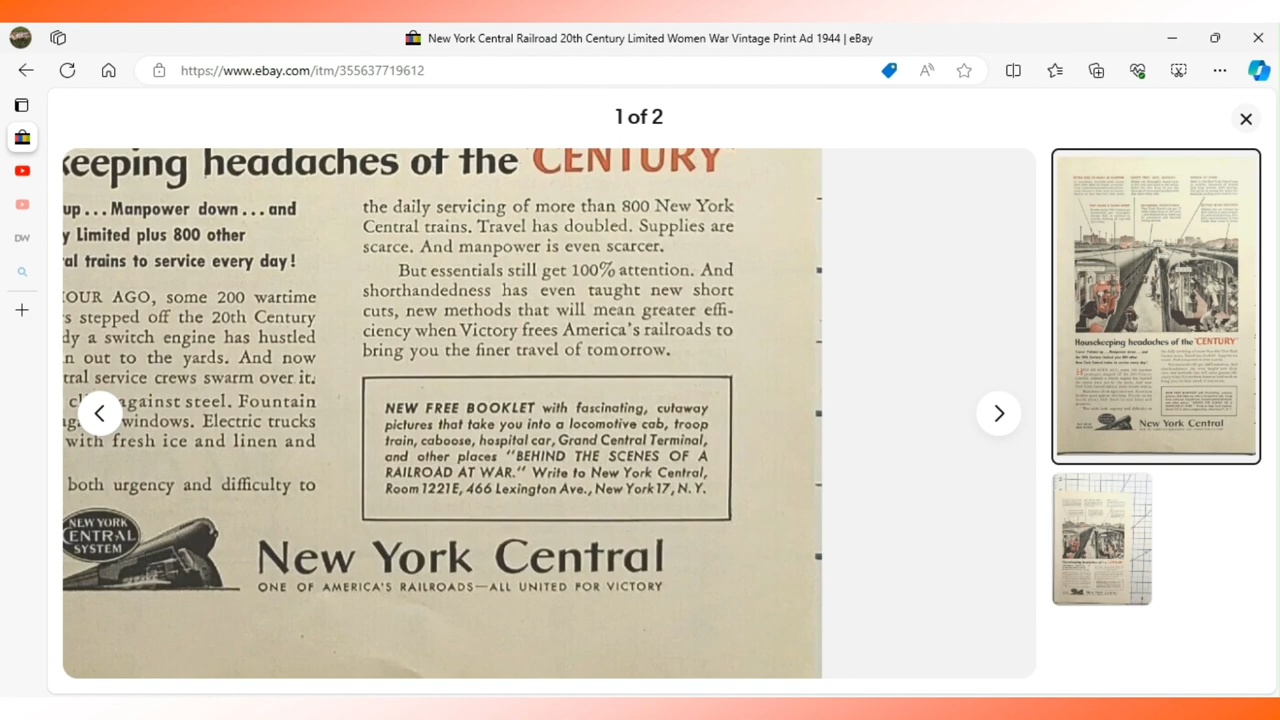 New York Central Railroad 20th Century Limited Women War Vintage Print Ad 1944 | eBay
https://www.ebay.com/itm/355637719612
1 of 2
keeping headaches of the "CENTURY"
up...Manpower down...and
y Limited plus 800 other
al trains to service every day!
OUR AGO, some 200 wartime
s stepped off the 20th Century
dy a switch engine has hustled
n out to the yards. And now
tral service crews swarm over it.
against steel. Fountain
windows. Electric trucks
with fresh ice and linen and
both urgency and difficulty to
the daily servicing of more than 800 New York
Central trains. Travel has doubled. Supplies are
scarce. And manpower is even scarcer.
But essentials still get 100% attention. And
shorthandedness has even taught new short
cuts, new methods that will mean greater effi-
ciency when Victory frees America's railroads to
bring you the finer travel of tomorrow.
NEW FREE BOOKLET with fascinating, cutaway
pictures that take you into a locomotive cab, troop
train, caboose, hospital car, Grand Central Terminal,
and other places "BEHIND THE SCENES OF A
RAILROAD AT WAR." Write to New York Central,
Room 1221E, 466 Lexington Ave., New York 17, N. Y.
NEW YORK
CENTRAL
SYSTEM
New York Central
ONE OF AMERICA'S RAILROADS—ALL UNITED FOR VICTORY
Housekeeping headaches of the "CENTURY"
New York Central
DW